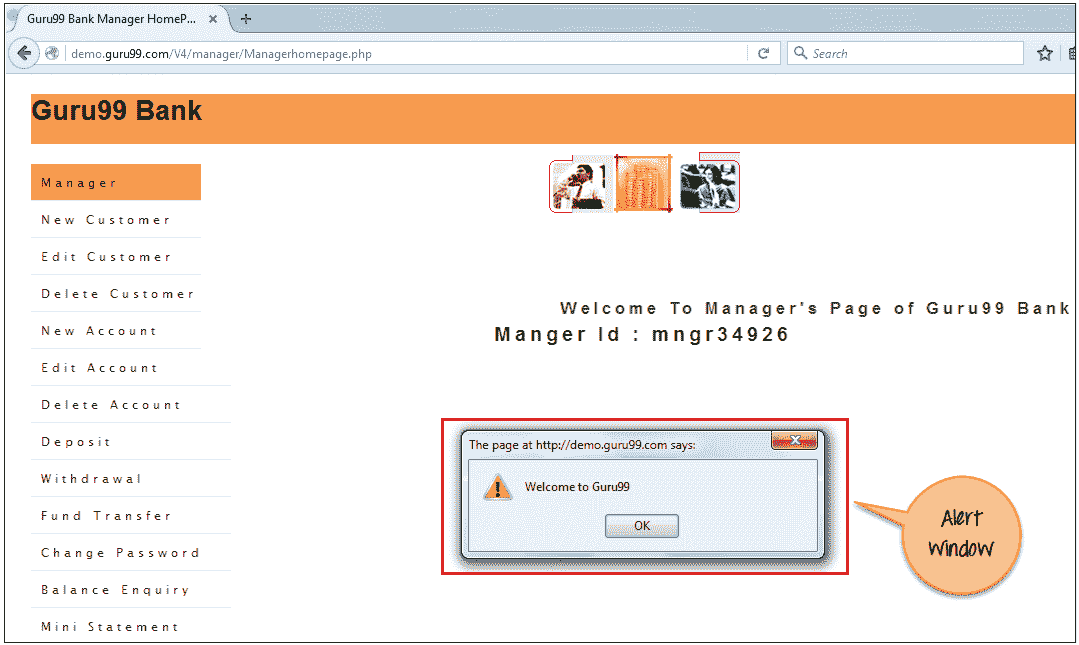 Guru99 Bank Manager HomeP...
demo.guru99.com/V4/manager/Managerhomepage.php
Search
Guru99 Bank
Manager
New Customer
Edit Customer
Delete Customer
New Account
Edit Account
Delete Account
Deposit
Withdrawal
Fund Transfer
Change Password
Balance Enquiry
Mini Statement
Welcome To Manager's Page of Guru99 Bank
Manger Id : mngr34926
The page at http://demo.guru99.com says:
Welcome to Guru99
OK
Alert
window